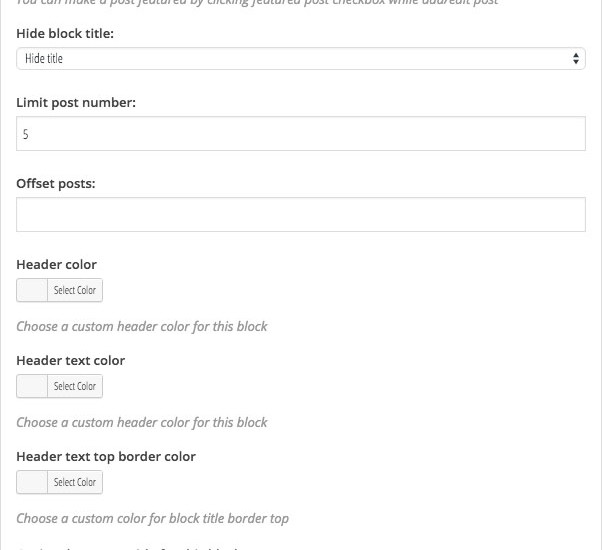 You can make a post featured by clicking featured post checkbox while add/edit post
Hide block title:
Hide title
Limit post number:
5
Offset posts:
Header color
Select Color
Choose a custom header color for this block
Header text color
Select Color
Choose a custom header color for this block
Header text top border color
Select Color
Choose a custom color for block title border top